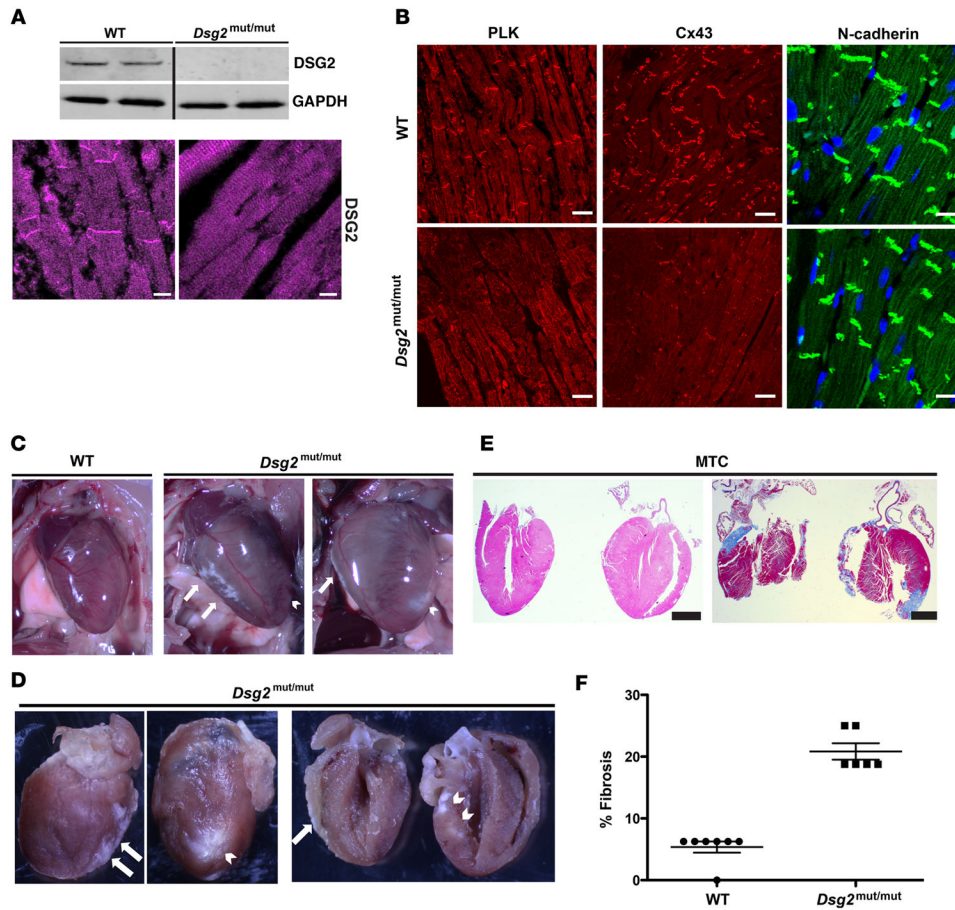 A
WT
Dsg2mut/mut
DSG2
GAPDH
DSG2
B
PLK
Cx43
N-cadherin
WT
Dsg2mut/mut
C
WT
Dsg2mut/mut
D
Dsg2mut/mut
E
MTC
F
% Fibrosis
30
20
10
0
WT
Dsg2mut/mut